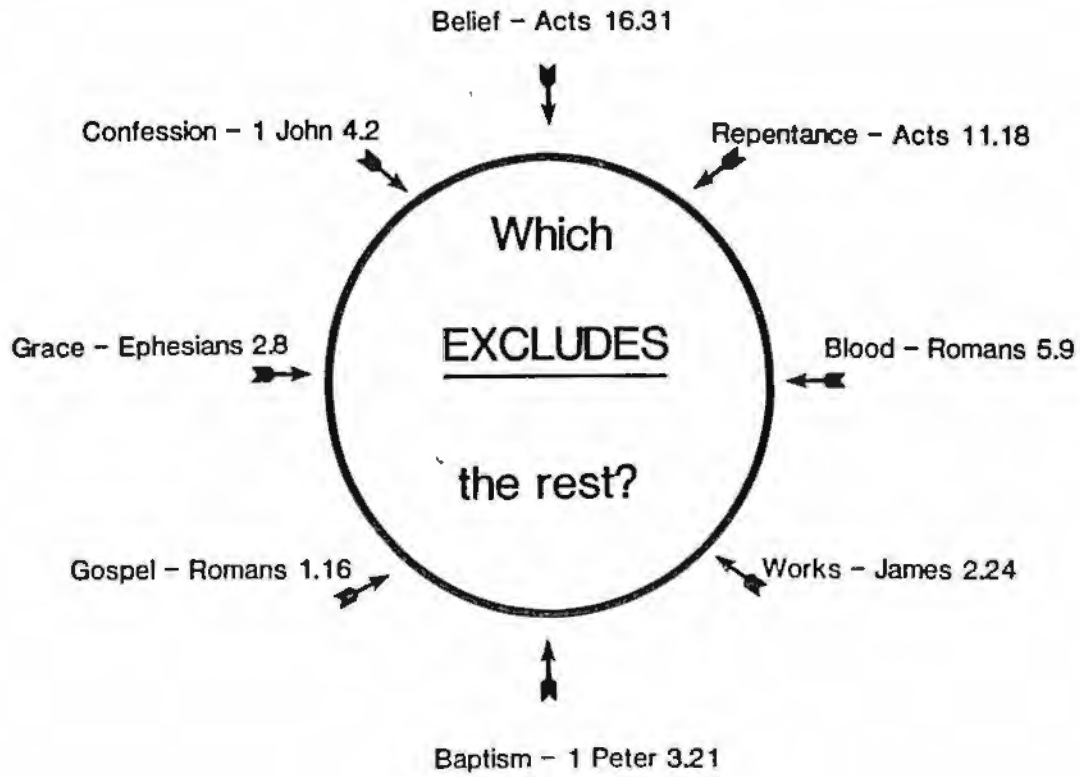 Belief - Acts 16.31
Confession - 1 John 4.2
Repentance - Acts 11.18
Which
Grace - Ephesians 2.8
EXCLUDES
Blood - Romans 5.9
the rest?
Gospel - Romans 1.16
Works - James 2.24
Baptism - 1 Peter 3.21